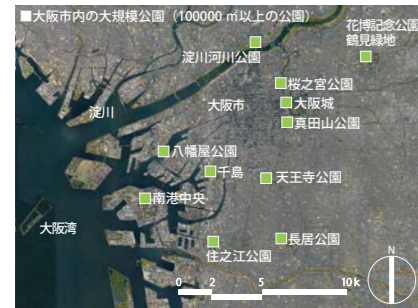 ■大阪市内の大規模公園（100000 ㎡以上の公園）
花博記念公園
鶴見緑地
淀川河川公園
桜之宮公園
淀川
大阪市
大阪城
真田山公園
八幡屋公園
千島
天王寺公園
南港中央
大阪湾
長居公園
住之江公園
N
0 2 5 10k